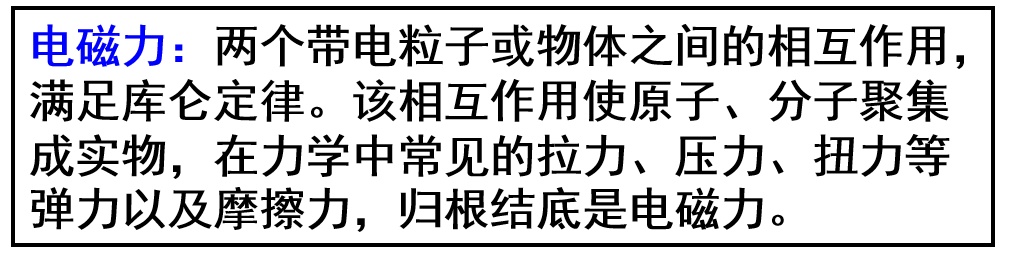 电磁力：两个带电粒子或物体之间的相互作用，
满足库仑定律。该相互作用使原子、分子聚集
成实物，在力学中常见的拉力、压力、扭力等
弹力以及摩擦力，归根结底是电磁力。